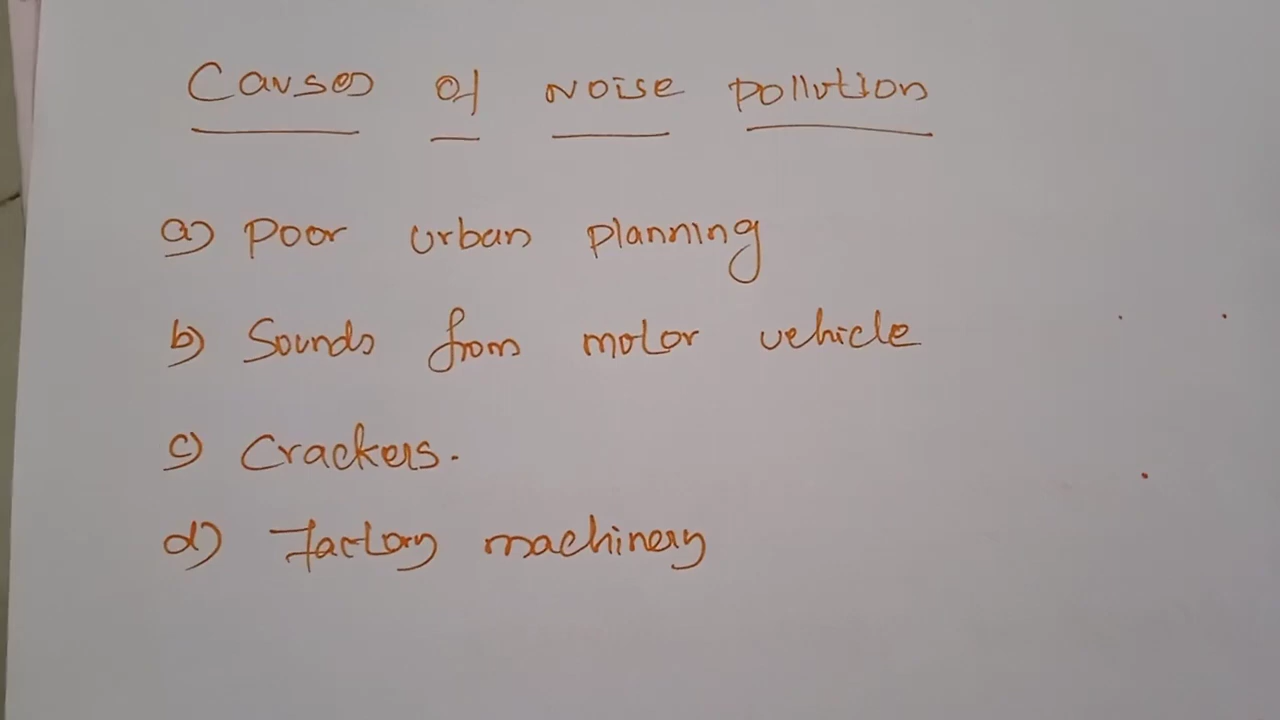 Causes of Noise Pollution
a) Poor urban planning
b) Sounds from motor vehicle
c) Crackers.
d) Factory machinery